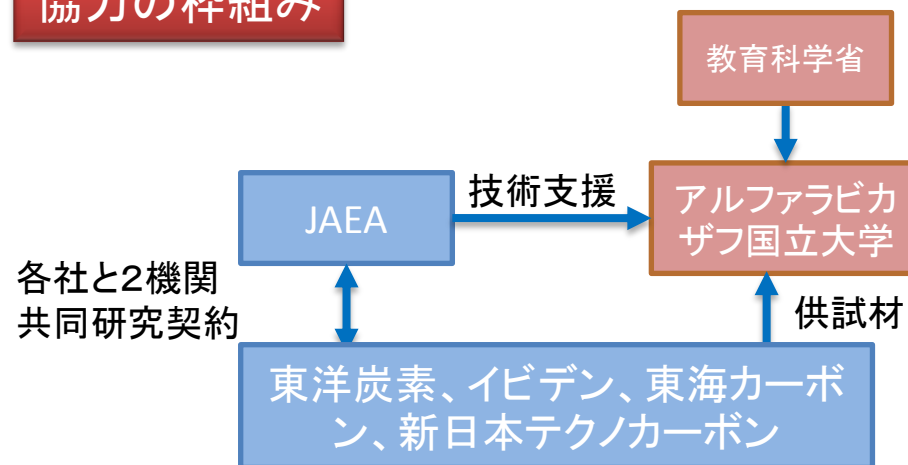 協力の枠組み
教育科学省
技術支援
JAEA
アルファラビカ
ザフ国立大学
各社と2機関
共同研究契約
供試材
東洋炭素、イビデン、東海カーボ
ン、新日本テクノカーボン